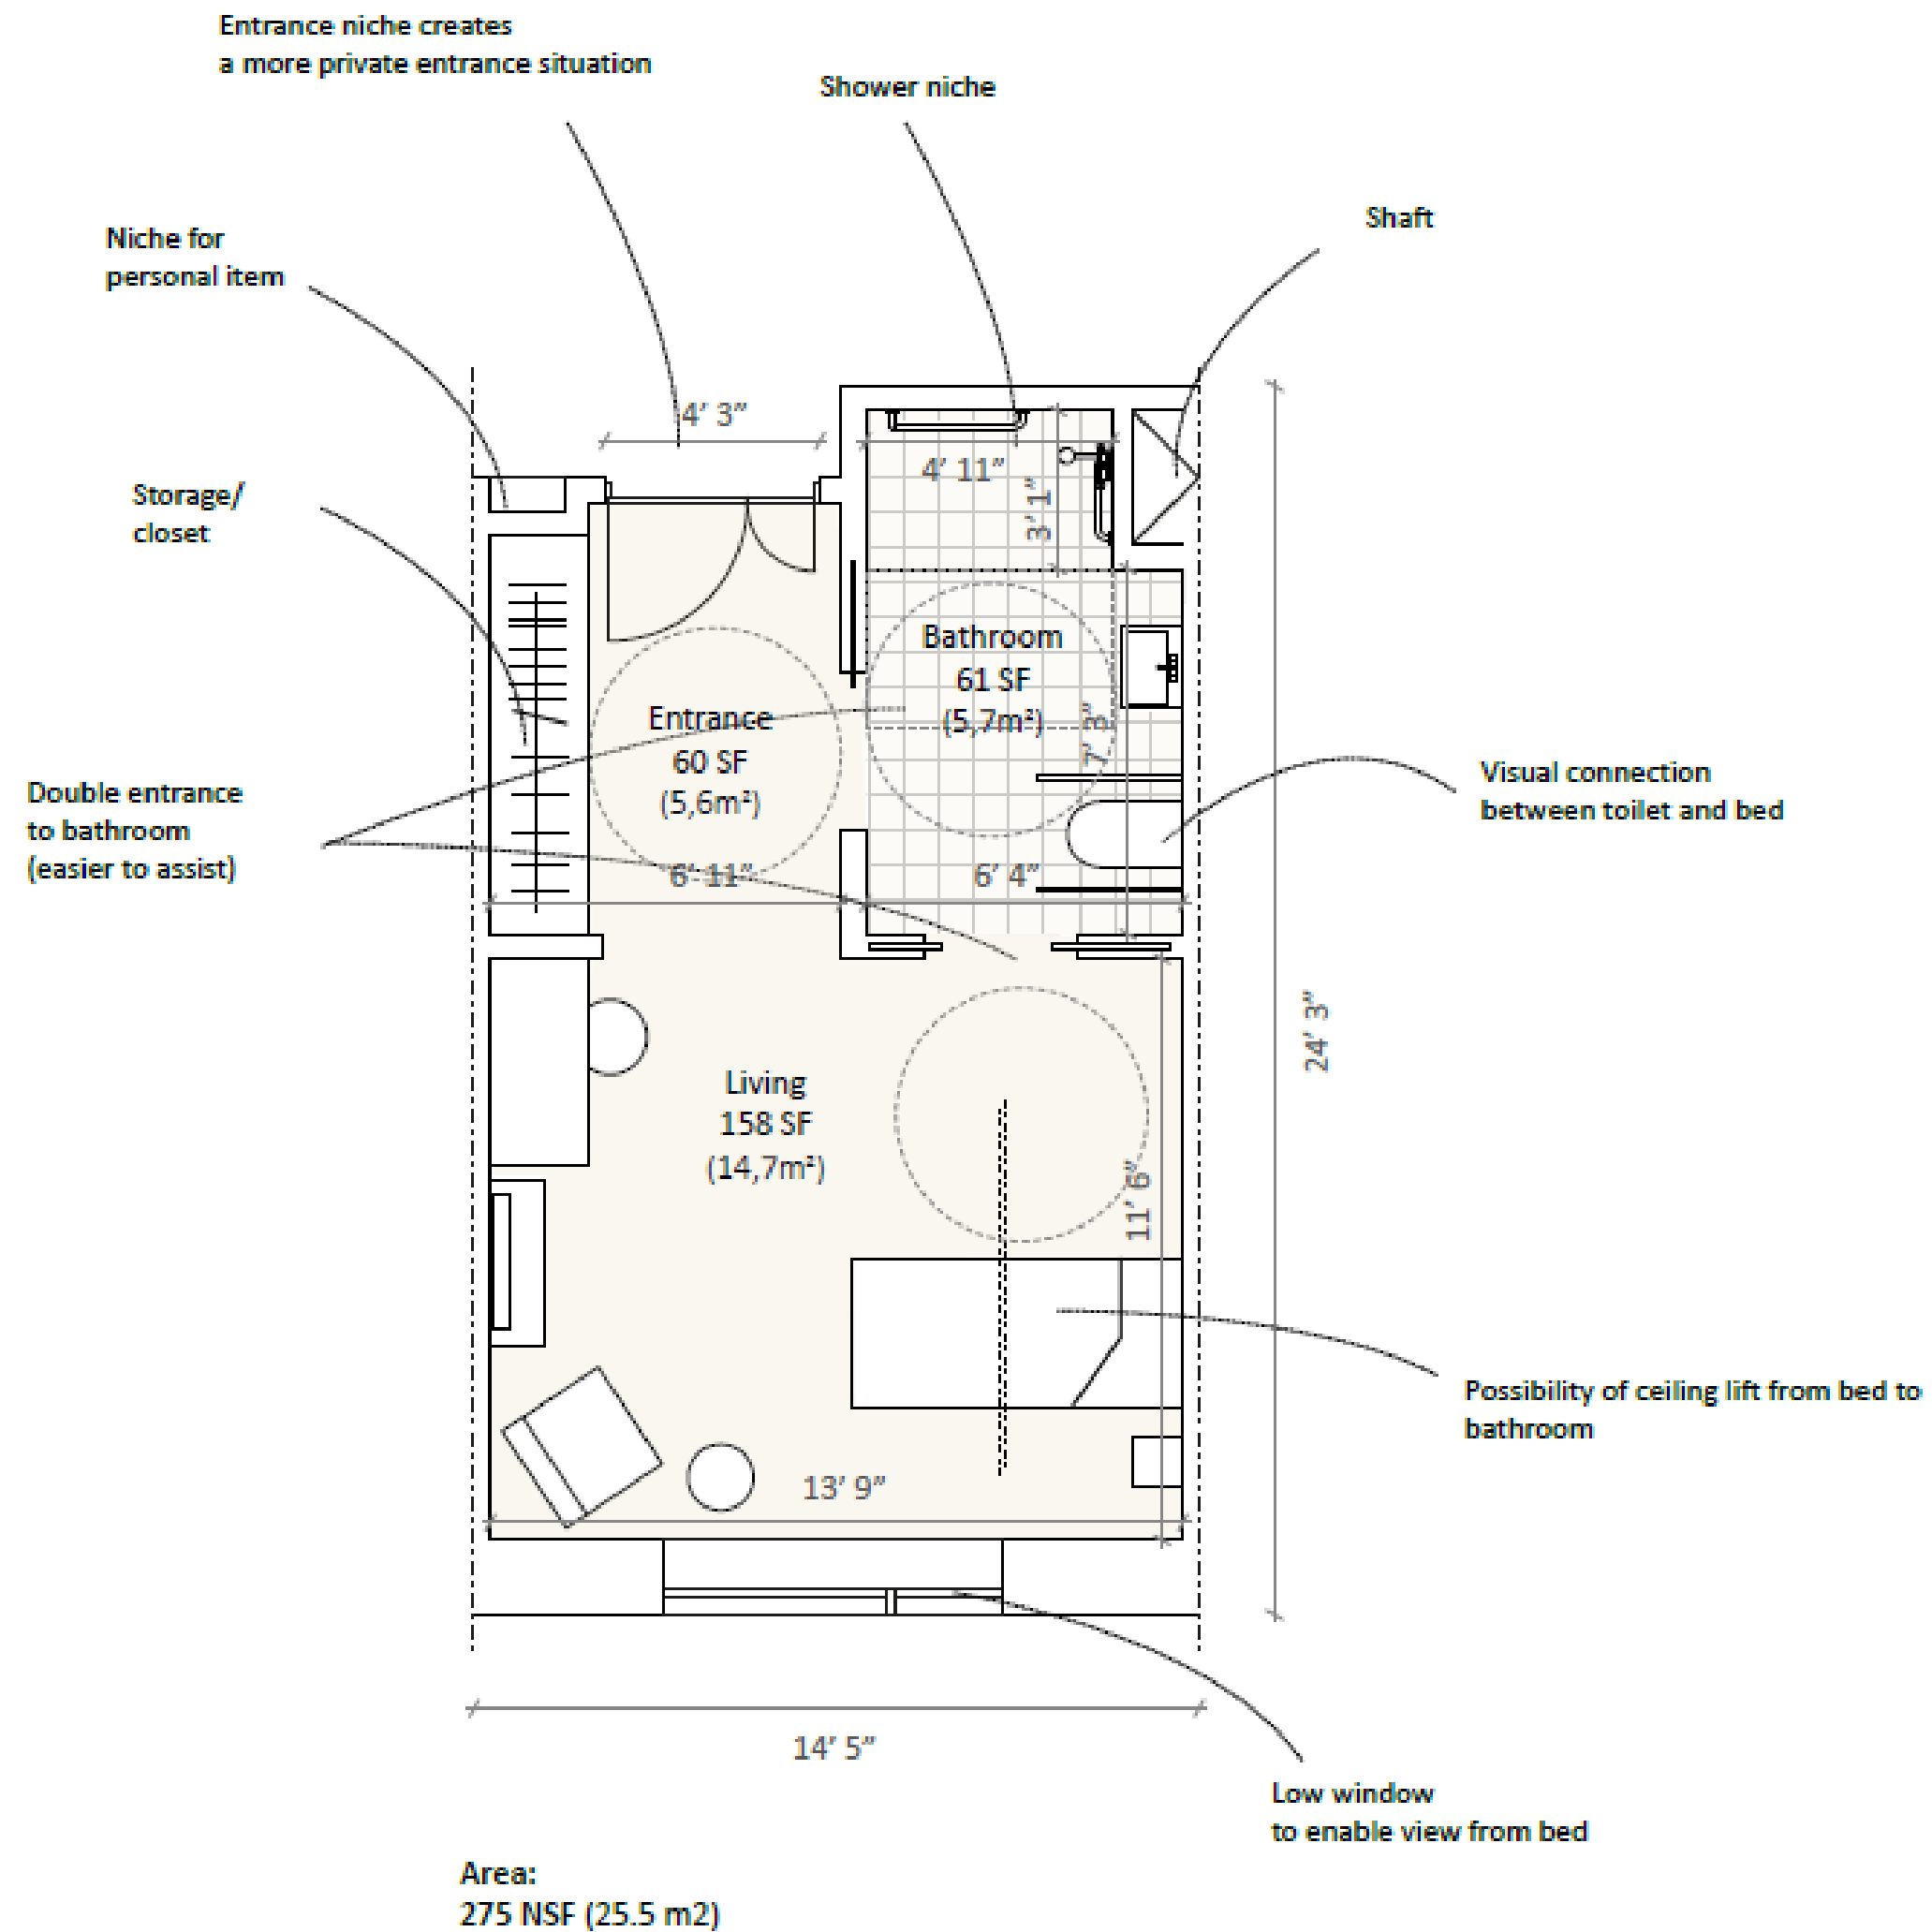 Entrance niche creates
a more private entrance situation
Shower niche
Shaft
Niche for
personal item
4' 3"
4' 11"
3' 1"
Storage/
closet
Bathroom
61 SF
(5,7m²)
7' 3"
Entrance
60 SF
(5,6m²)
Double entrance
to bathroom
(easier to assist)
Visual connection
between toilet and bed
6' 11"
6' 4"
24' 3"
Living
158 SF
(14,7m²)
11' 6"
Possibility of ceiling lift from bed to
bathroom
13' 9"
14' 5"
Low window
to enable view from bed
Area:
275 NSF (25.5 m2)